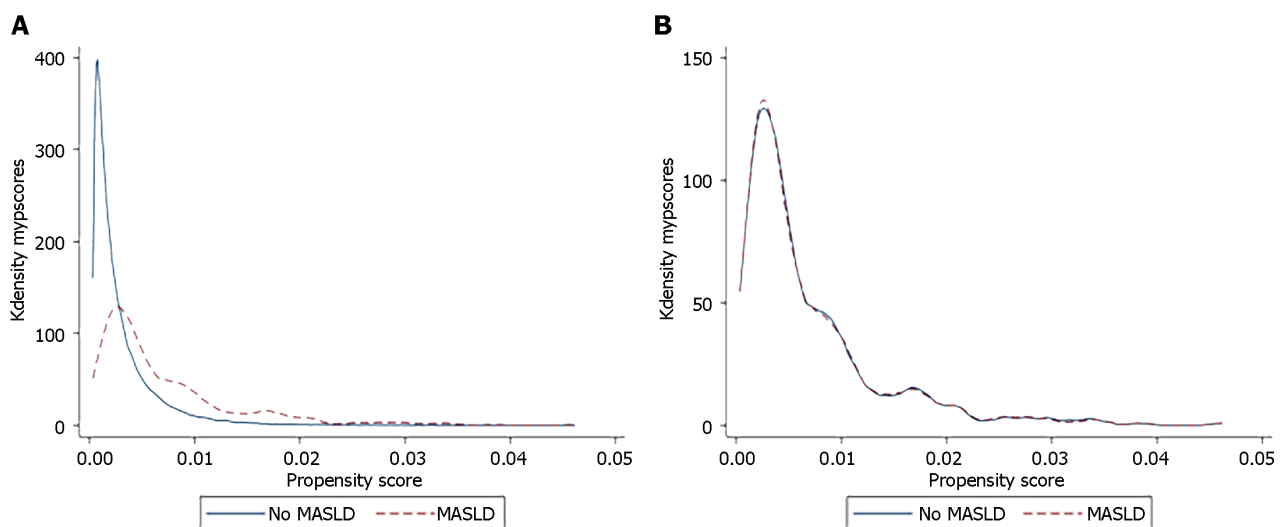 A
Kdensity mypscores
400
300
200
100
0
0.00 0.01 0.02 0.03 0.04 0.05
Propensity score
No MASLD MASLD
B
Kdensity mypscores
150
100
50
0
0.00 0.01 0.02 0.03 0.04 0.05
Propensity score
No MASLD MASLD